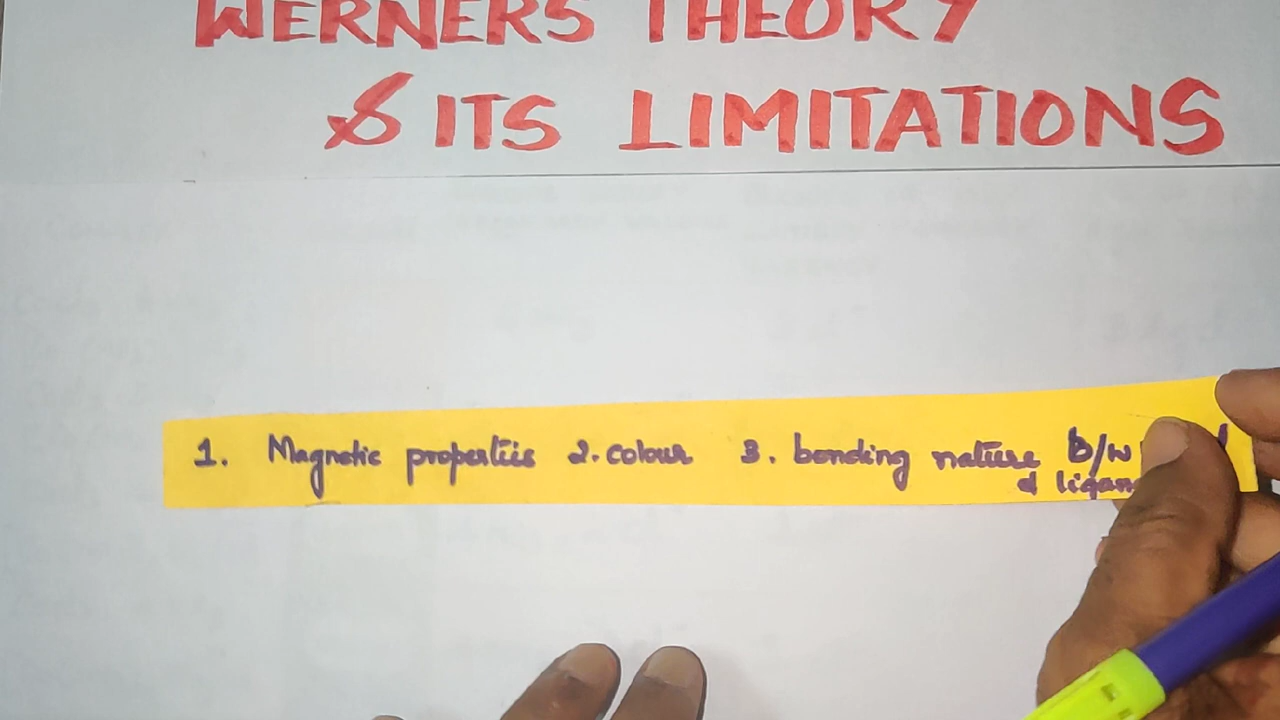 WERNERS THEORY
& ITS LIMITATIONS
1. Magnetic properties 2. colour 3. bonding nature b/w
& ligan